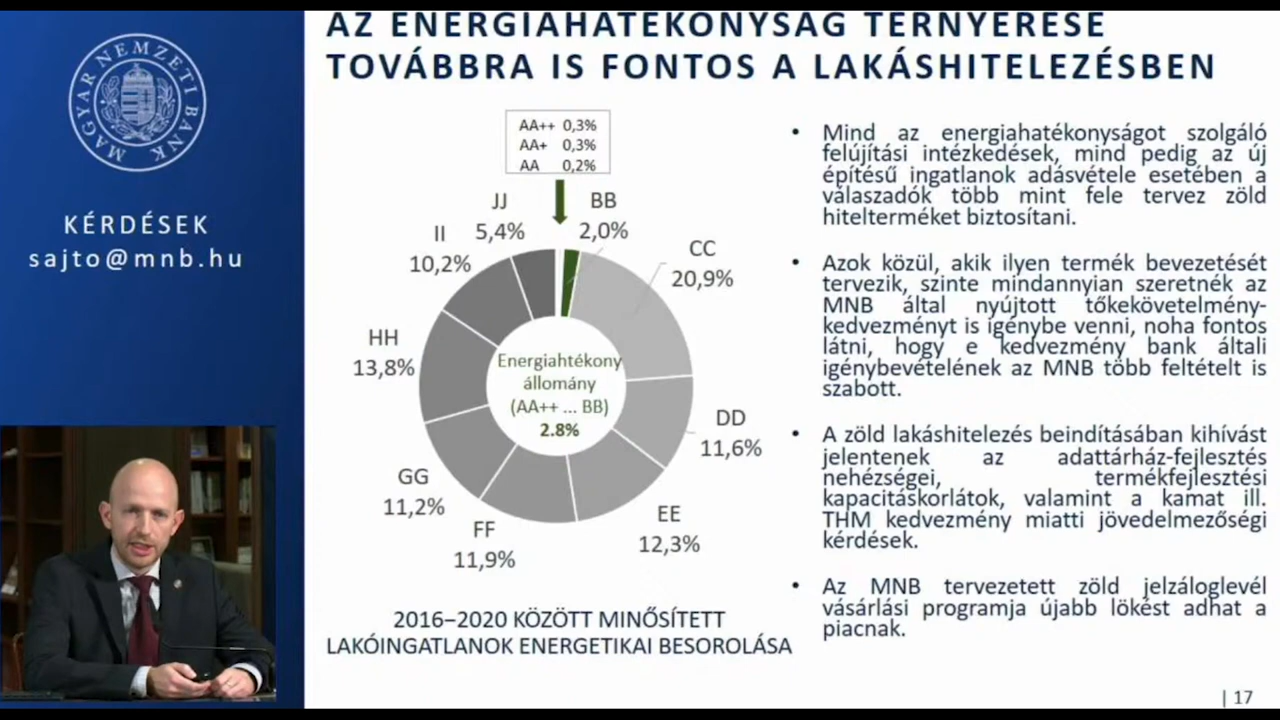 MAGYAR NEMZETI BANK
KÉRDÉSEK
sajto@mnb.hu
AZ ENERGIAHATÉKONYSÁG TÉRNYERÉSE
TOVÁBBRA IS FONTOS A LAKÁSHITELEZÉSBEN
AA++ 0,3%
AA+ 0,3%
AA 0,2%
JJ
5,4%
BB
2,0%
II
10,2%
CC
20,9%
HH
13,8%
Energiahtékony
állomány
(AA++ ... BB)
2.8%
DD
11,6%
GG
11,2%
FF
11,9%
EE
12,3%
2016–2020 KÖZÖTT MINŐSÍTETT
LAKÓINGATLANOK ENERGETIKAI BESOROLÁSA
• Mind az energiahatékonyságot szolgáló
felújítási intézkedések, mind pedig az új
építésű ingatlanok adásvétele esetében a
válaszadók több mint fele tervez zöld
hitelterméket biztosítani.
• Azok közül, akik ilyen termék bevezetését
tervezik, szinte mindannyian szeretnék az
MNB által nyújtott tőkekövetelmény-
kedvezményt is igénybe venni, noha fontos
látni, hogy e kedvezmény bank általi
igénybevételének az MNB több feltételt is
szabott.
• A zöld lakáshitelezés beindításában kihívást
jelentenek az adattárház-fejlesztés
nehézségei, termékfejlesztési
kapacitáskorlátok, valamint a kamat ill.
THM kedvezmény miatti jövedelmezőségi
kérdések.
• Az MNB tervezetett zöld jelzáloglevél
vásárlási programja újabb lökést adhat a
piacnak.
| 17